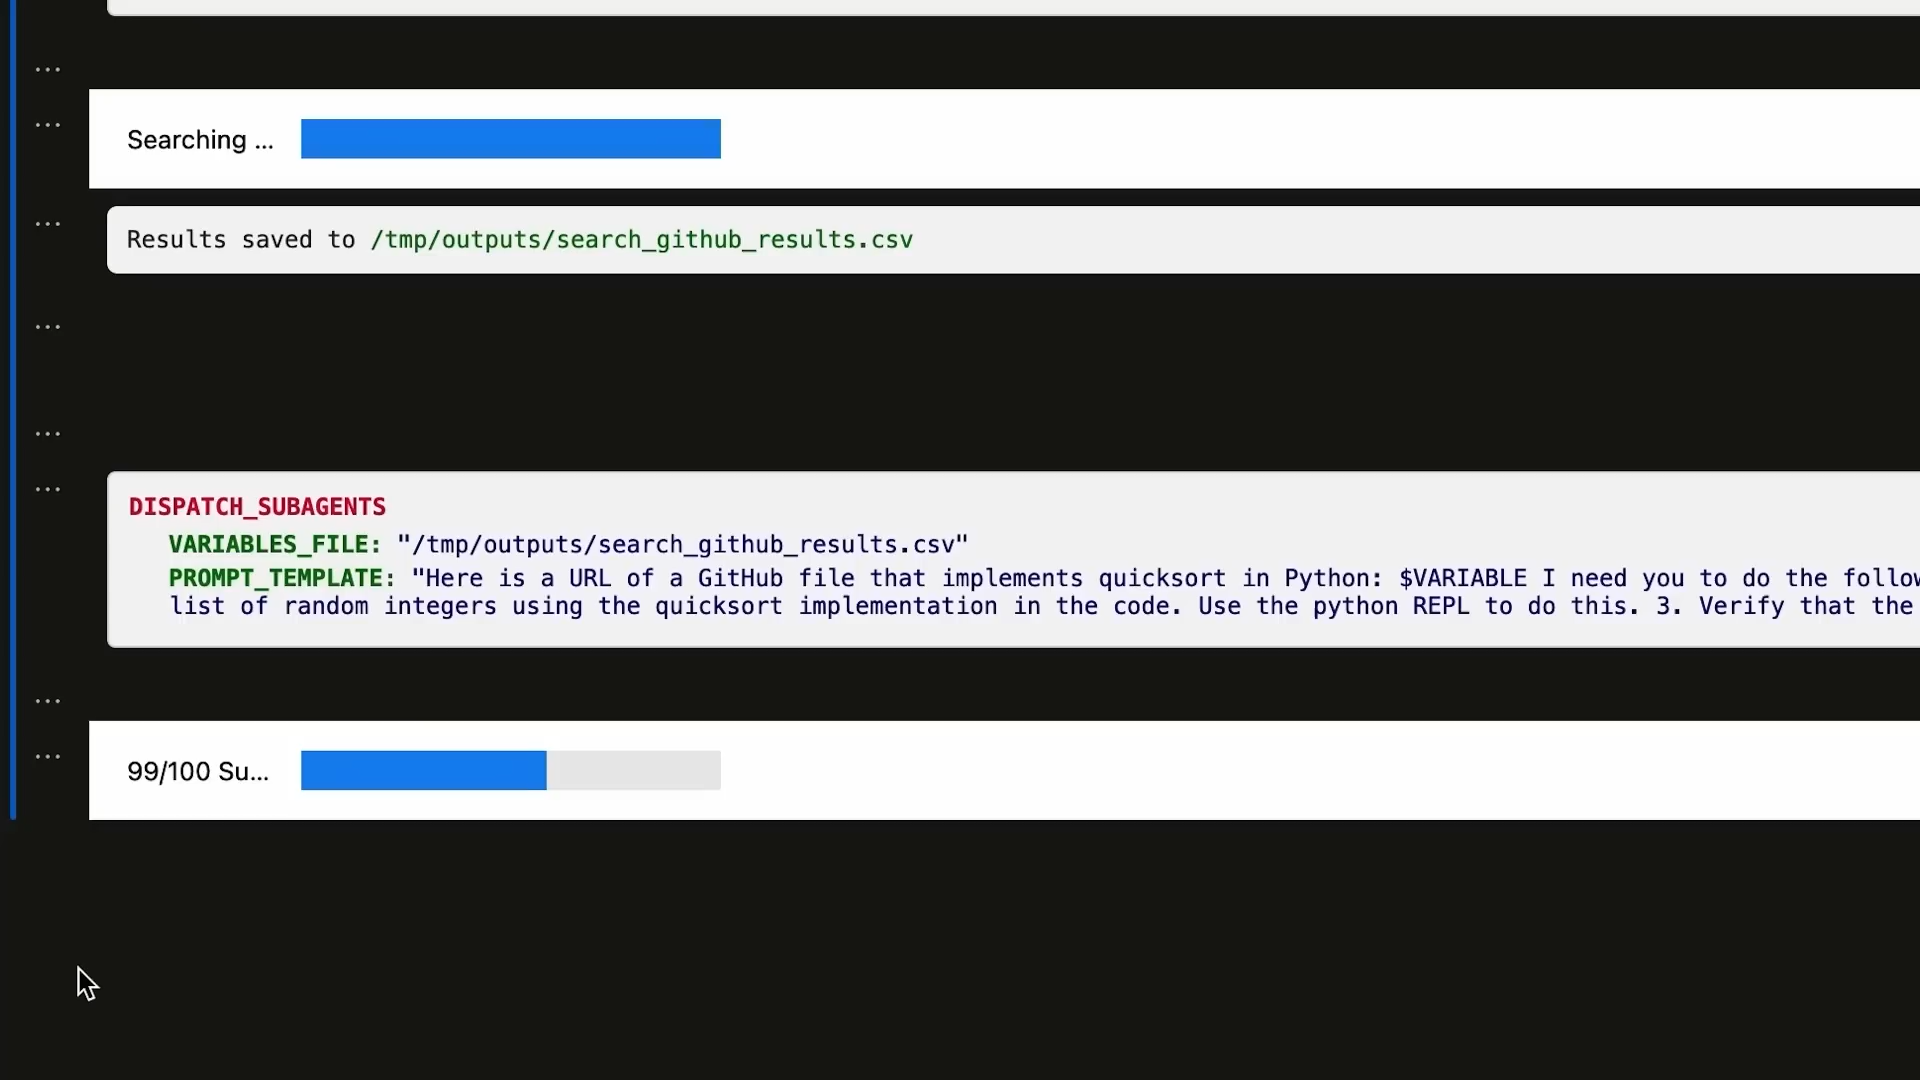 ...
...
Searching ...
...
Results saved to /tmp/outputs/search_github_results.csv
...
...
...
DISPATCH_SUBAGENTS
VARIABLES_FILE: "/tmp/outputs/search_github_results.csv"
PROMPT_TEMPLATE: "Here is a URL of a GitHub file that implements quicksort in Python: $VARIABLE I need you to do the follow
list of random integers using the quicksort implementation in the code. Use the python REPL to do this. 3. Verify that the
...
...
99/100 Su...